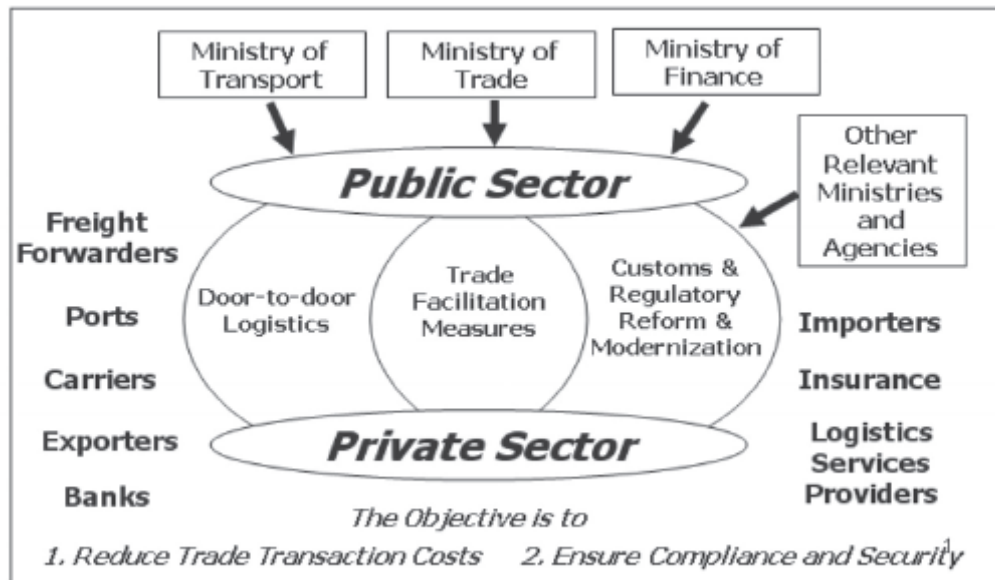 Ministry of
Transport
Ministry of
Trade
Ministry of
Finance
Other
Relevant
Ministries
and
Agencies
Public Sector
Freight
Forwarders
Ports
Carriers
Exporters
Banks
Door-to-door
Logistics
Trade
Facilitation
Measures
Customs &
Regulatory
Reform &
Modernization
Importers
Insurance
Logistics
Services
Providers
Private Sector
The Objective is to
1. Reduce Trade Transaction Costs 2. Ensure Compliance and Security
1